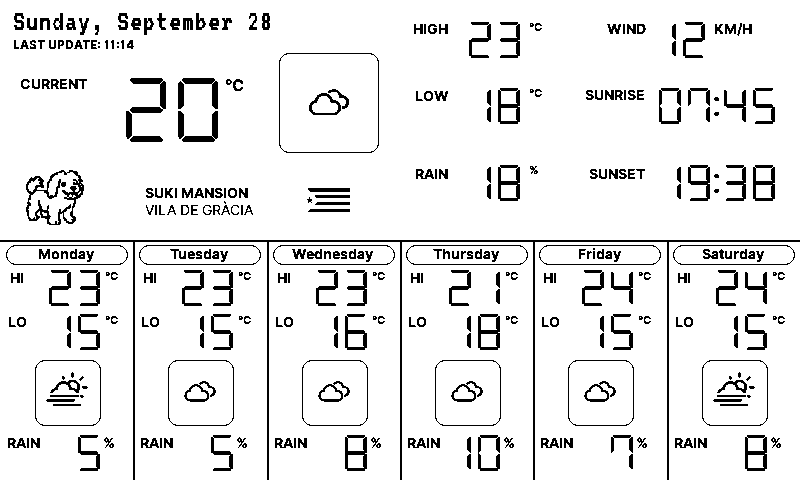 Sunday, September 28
LAST UPDATE: 11:14
CURRENT 20 °C
HIGH 23 °C
WIND 12 KM/H
LOW 18 °C
SUNRISE 07:45
RAIN 18 %
SUNSET 19:38
SUKI MANSION
VILA DE GRÀCIA
Monday
HI 23 °C
LO 15 °C
RAIN 5 %
Tuesday
HI 23 °C
LO 15 °C
RAIN 5 %
Wednesday
HI 23 °C
LO 16 °C
RAIN 8 %
Thursday
HI 21 °C
LO 18 °C
RAIN 10 %
Friday
HI 24 °C
LO 15 °C
RAIN 7 %
Saturday
HI 24 °C
LO 15 °C
RAIN 8 %